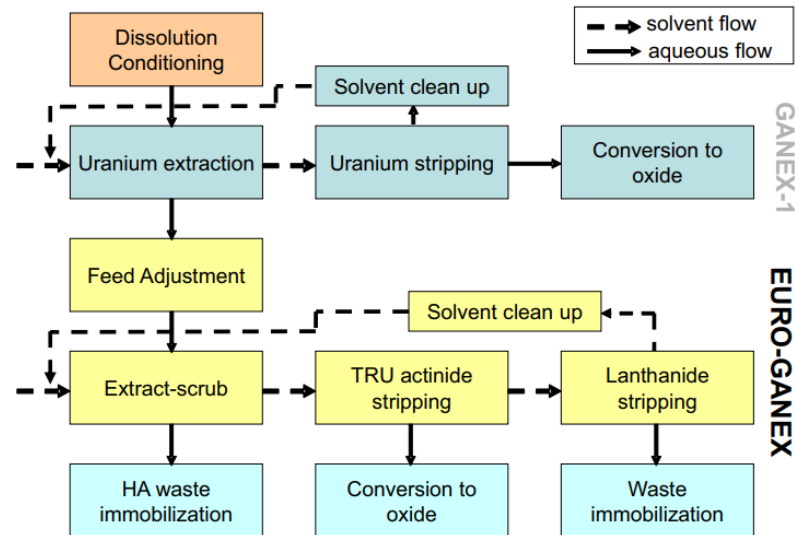 Dissolution
Conditioning
solvent flow
aqueous flow
Solvent clean up
Uranium extraction
Uranium stripping
Conversion to
oxide
GANEX-1
Feed Adjustment
Solvent clean up
Extract-scrub
TRU actinide
stripping
Lanthanide
stripping
EURO-GANEX
HA waste
immobilization
Conversion to
oxide
Waste
immobilization